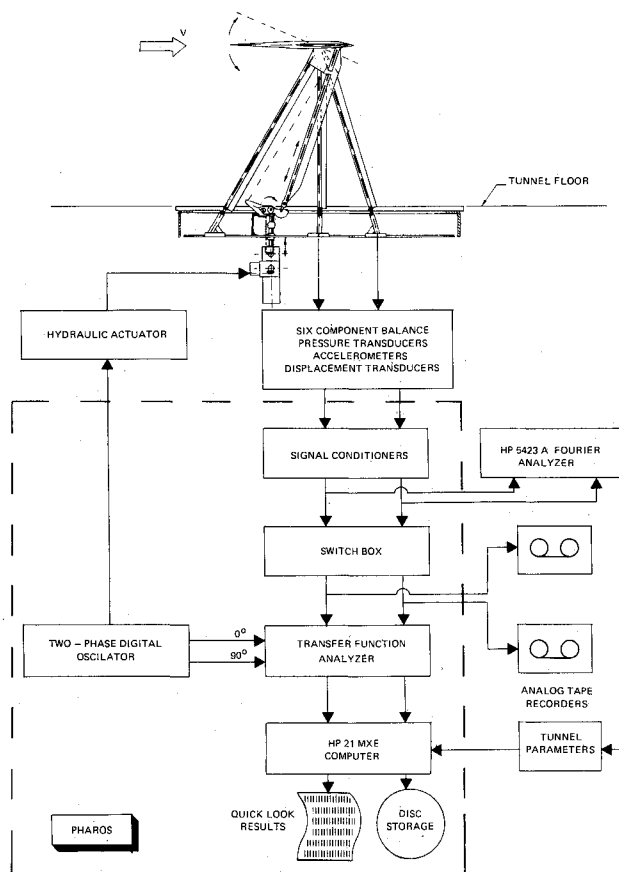 V
TUNNEL FLOOR
HYDRAULIC ACTUATOR
SIX COMPONENT BALANCE
PRESSURE TRANSDUCERS
ACCELEROMETERS
DISPLACEMENT TRANSDUCERS
SIGNAL CONDITIONERS
HP 5423 A FOURIER
ANALYZER
SWITCH BOX
TWO – PHASE DIGITAL
OSCILATOR
0°
90°
TRANSFER FUNCTION
ANALYZER
ANALOG TAPE
RECORDERS
HP 21 MXE
COMPUTER
TUNNEL
PARAMETERS
QUICK LOOK
RESULTS
DISC
STORAGE
PHAROS